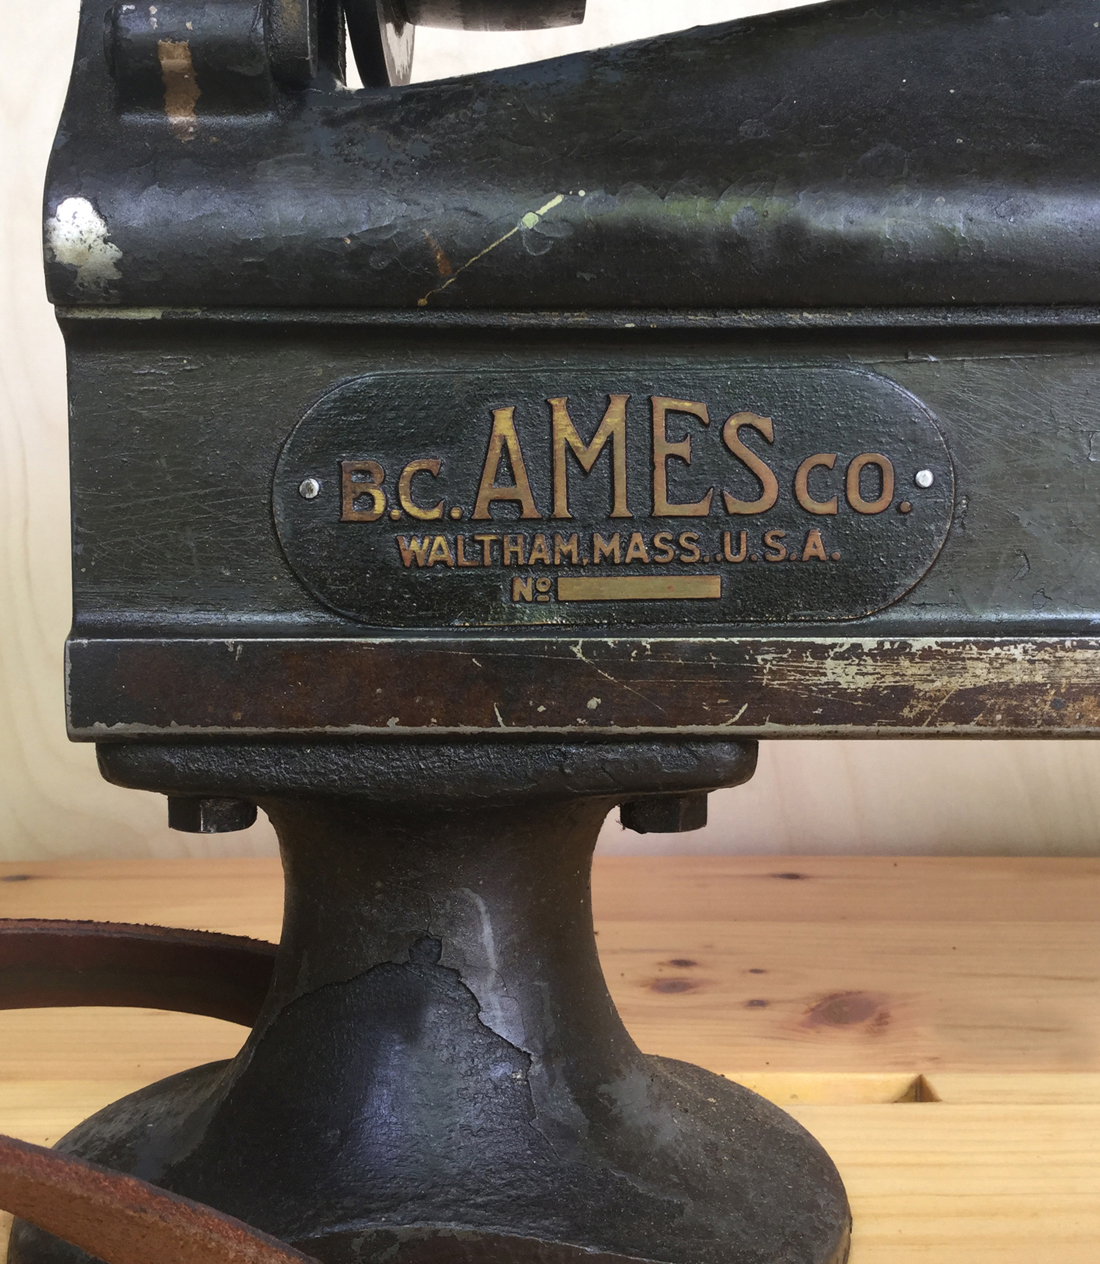 B.C. AMES CO.
WALTHAM, MASS., U.S.A.
Nº